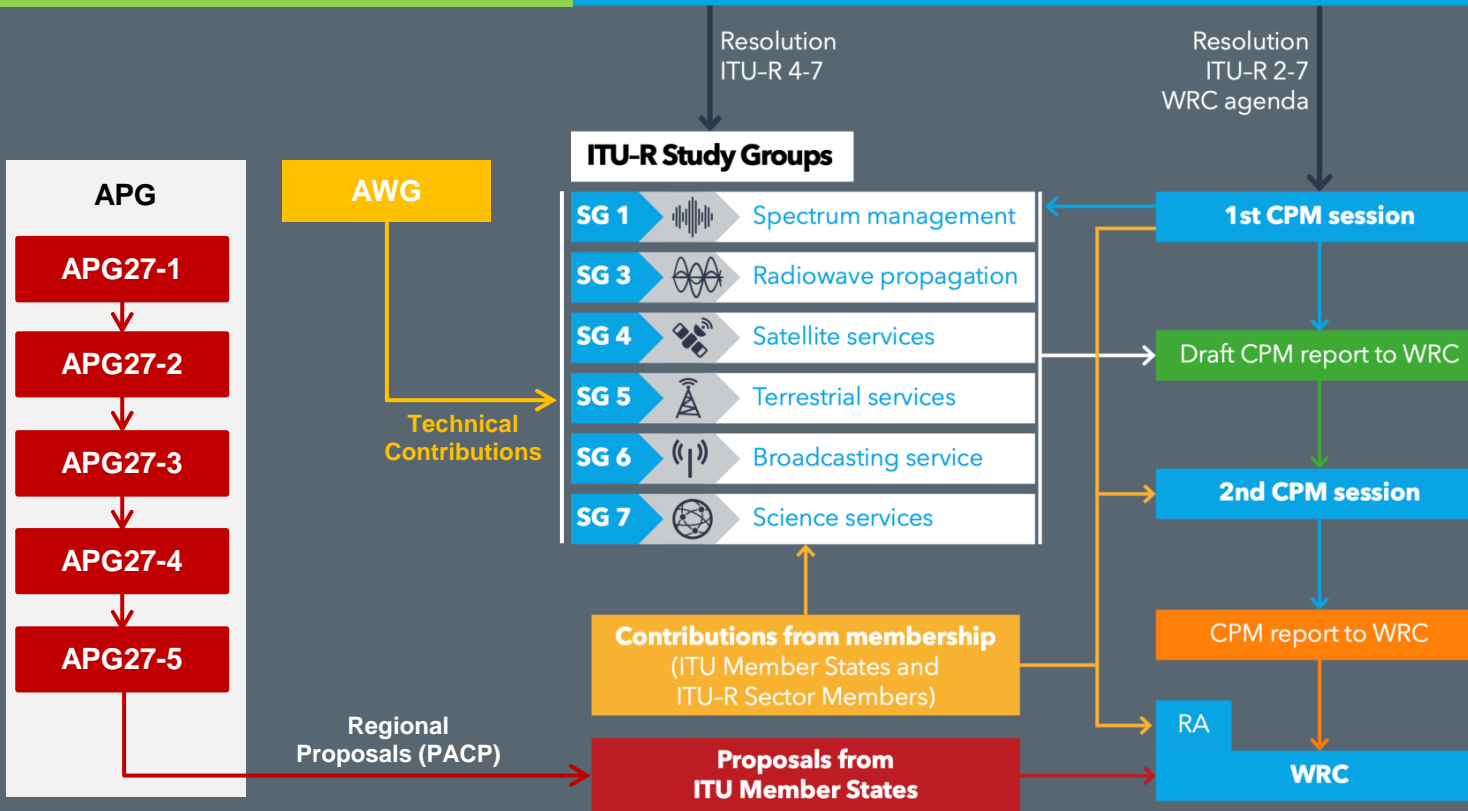 Resolution
ITU–R 4-7
Resolution
ITU–R 2-7
WRC agenda
APG
APG27-1
APG27-2
APG27-3
APG27-4
APG27-5
AWG
Technical
Contributions
ITU–R Study Groups
SG 1 Spectrum management
SG 3 Radiowave propagation
SG 4 Satellite services
SG 5 Terrestrial services
SG 6 Broadcasting service
SG 7 Science services
1st CPM session
Draft CPM report to WRC
2nd CPM session
CPM report to WRC
RA
WRC
Contributions from membership
(ITU Member States and
ITU–R Sector Members)
Regional
Proposals (PACP)
Proposals from
ITU Member States